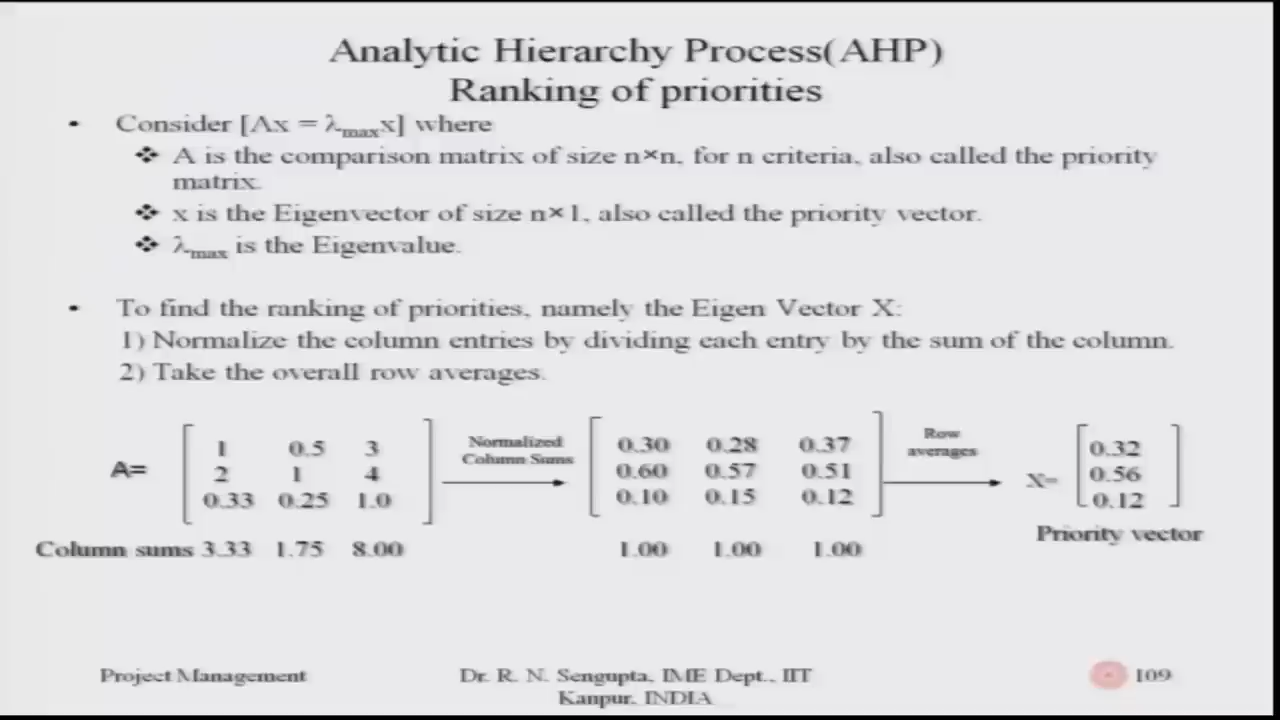 Analytic Hierarchy Process(AHP)
Ranking of priorities
• Consider [Ax = λmaxx] where
❖ A is the comparison matrix of size n×n, for n criteria, also called the priority
matrix.
❖ x is the Eigenvector of size n×1, also called the priority vector.
❖ λmax is the Eigenvalue.
• To find the ranking of priorities, namely the Eigen Vector X:
1) Normalize the column entries by dividing each entry by the sum of the column.
2) Take the overall row averages.
A=
1 0.5 3
2 1 4
0.33 0.25 1.0
Column sums 3.33 1.75 8.00
Normalized
Column Sums
0.30 0.28 0.37
0.60 0.57 0.51
0.10 0.15 0.12
1.00 1.00 1.00
Row
averages
X=
0.32
0.56
0.12
Priority vector
Project Management
Dr. R. N. Sengupta, IME Dept., IIT
Kanpur, INDIA
109